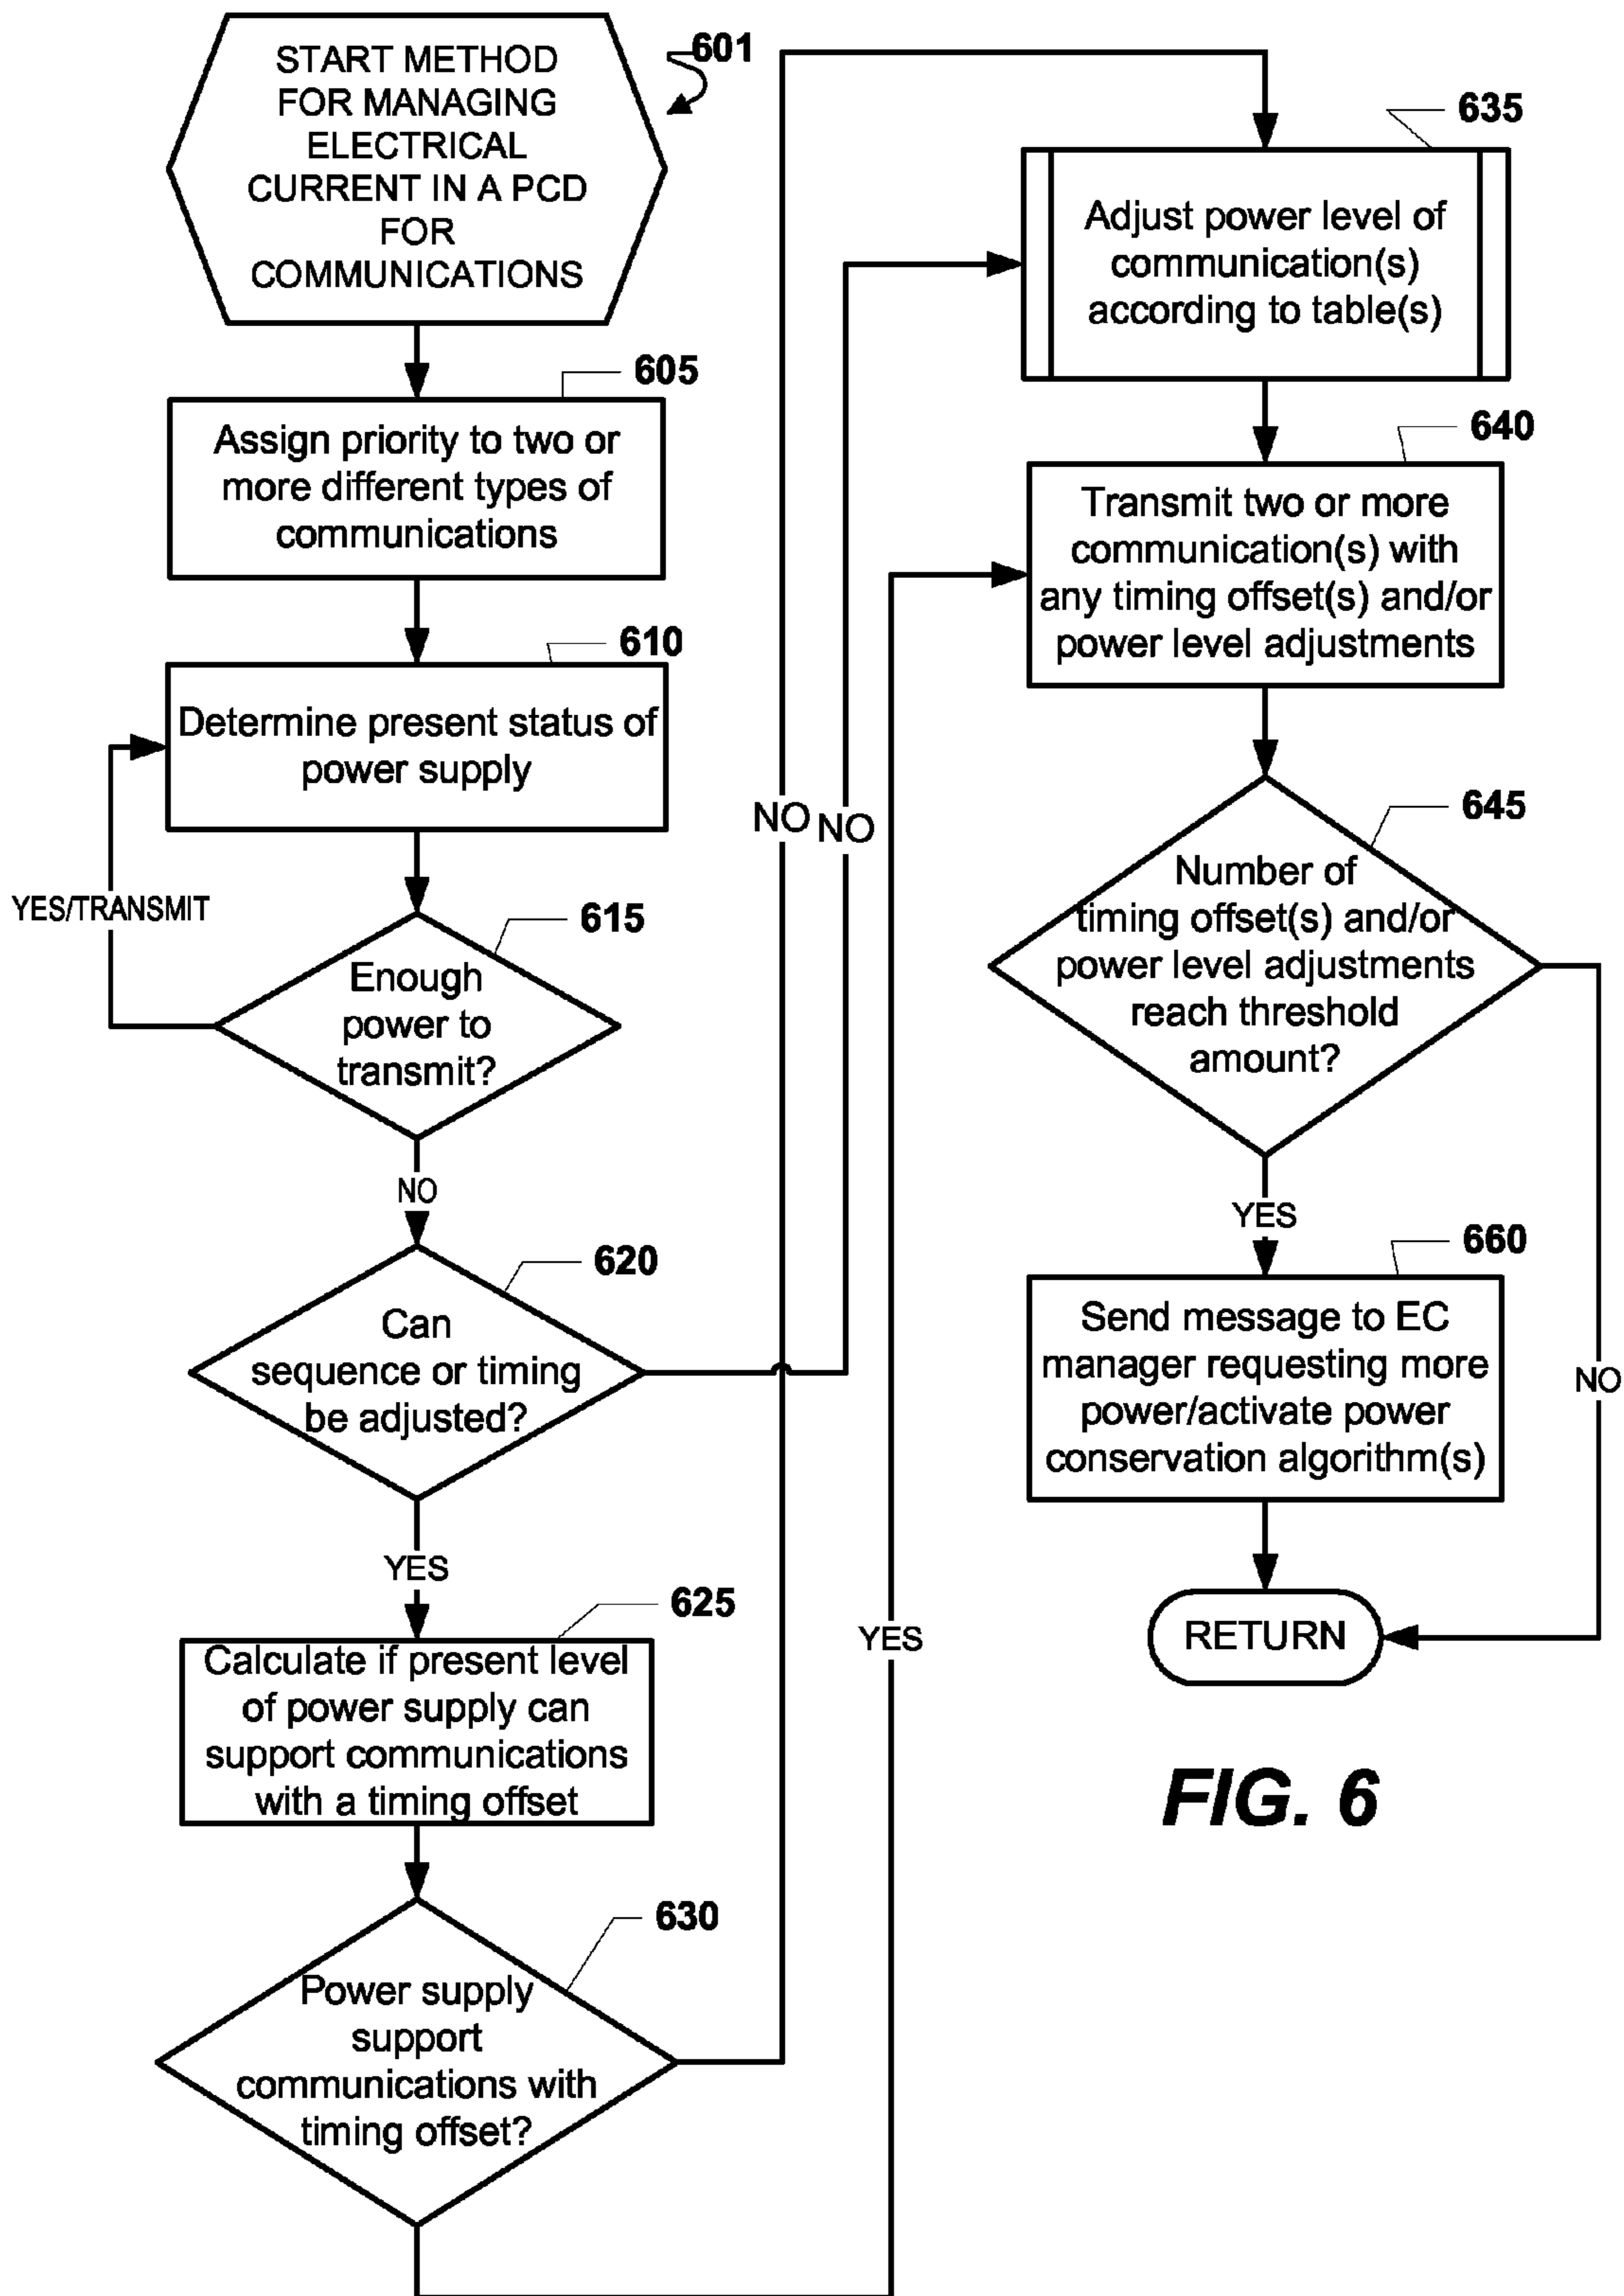 START METHOD
FOR MANAGING
ELECTRICAL
CURRENT IN A PCD
FOR
COMMUNICATIONS
601
605
Assign priority to two or
more different types of
communications
610
Determine present status of
power supply
YES/TRANSMIT
615
Enough
power to
transmit?
NO
620
Can
sequence or timing
be adjusted?
YES
625
Calculate if present level
of power supply can
support communications
with a timing offset
630
Power supply
support
communications with
timing offset?
NO
NO
YES
635
Adjust power level of
communication(s)
according to table(s)
640
Transmit two or more
communication(s) with
any timing offset(s) and/or
power level adjustments
645
Number of
timing offset(s) and/or
power level adjustments
reach threshold
amount?
YES
NO
660
Send message to EC
manager requesting more
power/activate power
conservation algorithm(s)
RETURN
FIG. 6